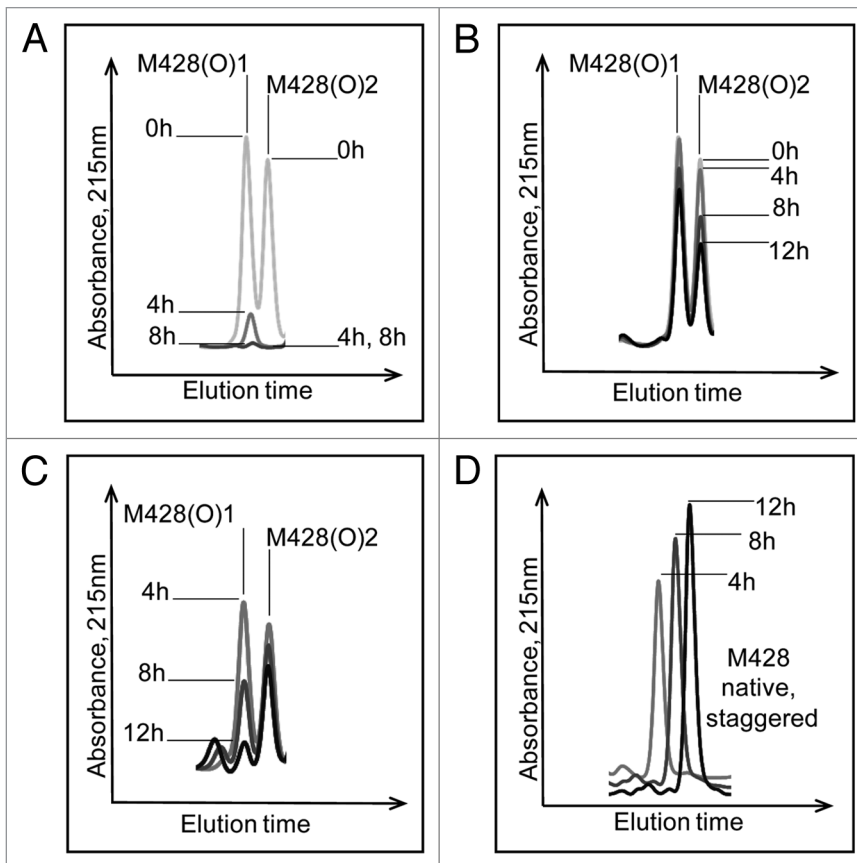 A
M428(O)1
M428(O)2
0h
0h
4h
8h
4h, 8h
Absorbance, 215nm
Elution time
B
M428(O)1
M428(O)2
0h
4h
8h
12h
Absorbance, 215nm
Elution time
C
M428(O)1
M428(O)2
4h
8h
12h
Absorbance, 215nm
Elution time
D
12h
8h
4h
M428
native,
staggered
Absorbance, 215nm
Elution time